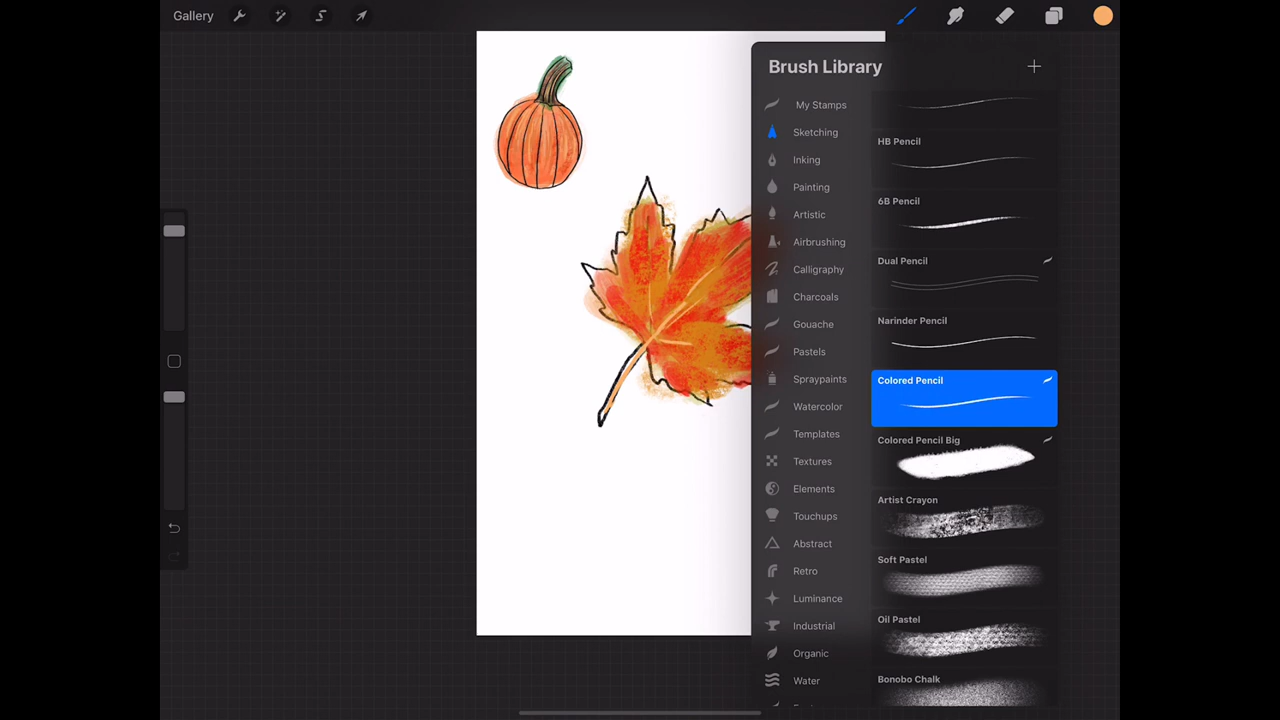 Gallery
Brush Library
My Stamps
Sketching
Inking
Painting
Artistic
Airbrushing
Calligraphy
Charcoals
Gouache
Pastels
Spraypaints
Watercolor
Templates
Textures
Elements
Touchups
Abstract
Retro
Luminance
Industrial
Organic
Water
HB Pencil
6B Pencil
Dual Pencil
Narinder Pencil
Colored Pencil
Colored Pencil Big
Artist Crayon
Soft Pastel
Oil Pastel
Bonobo Chalk